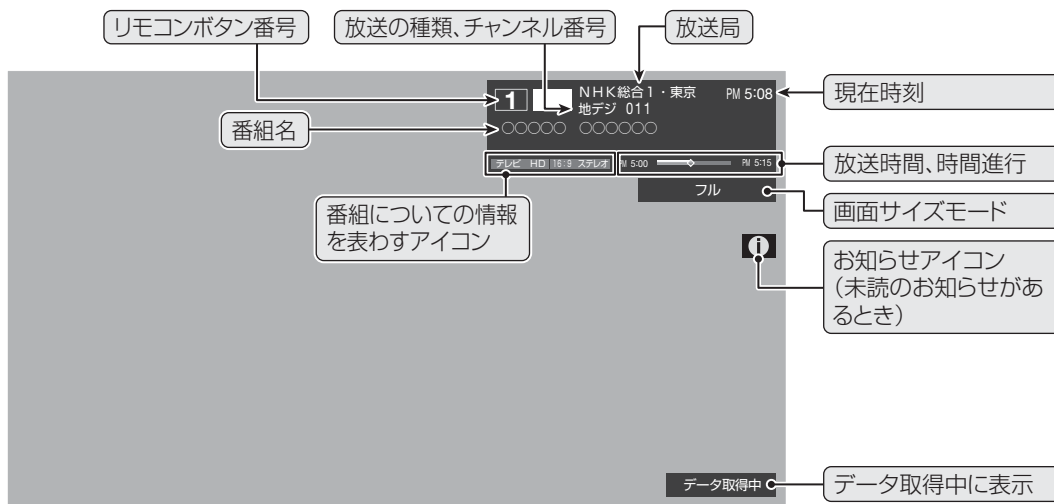 リモコンボタン番号
放送の種類、チャンネル番号
放送局
1
NHK総合1・東京
PM 5:08
現在時刻
地デジ 011
番組名
○○○○○ ○○○○○○
テレビ HD 16:9 ステレオ
PM 5:00
PM 5:15
放送時間、時間進行
フル
画面サイズモード
番組についての情報
を表わすアイコン
i
お知らせアイコン
（未読のお知らせがあ
るとき）
データ取得中
データ取得中に表示